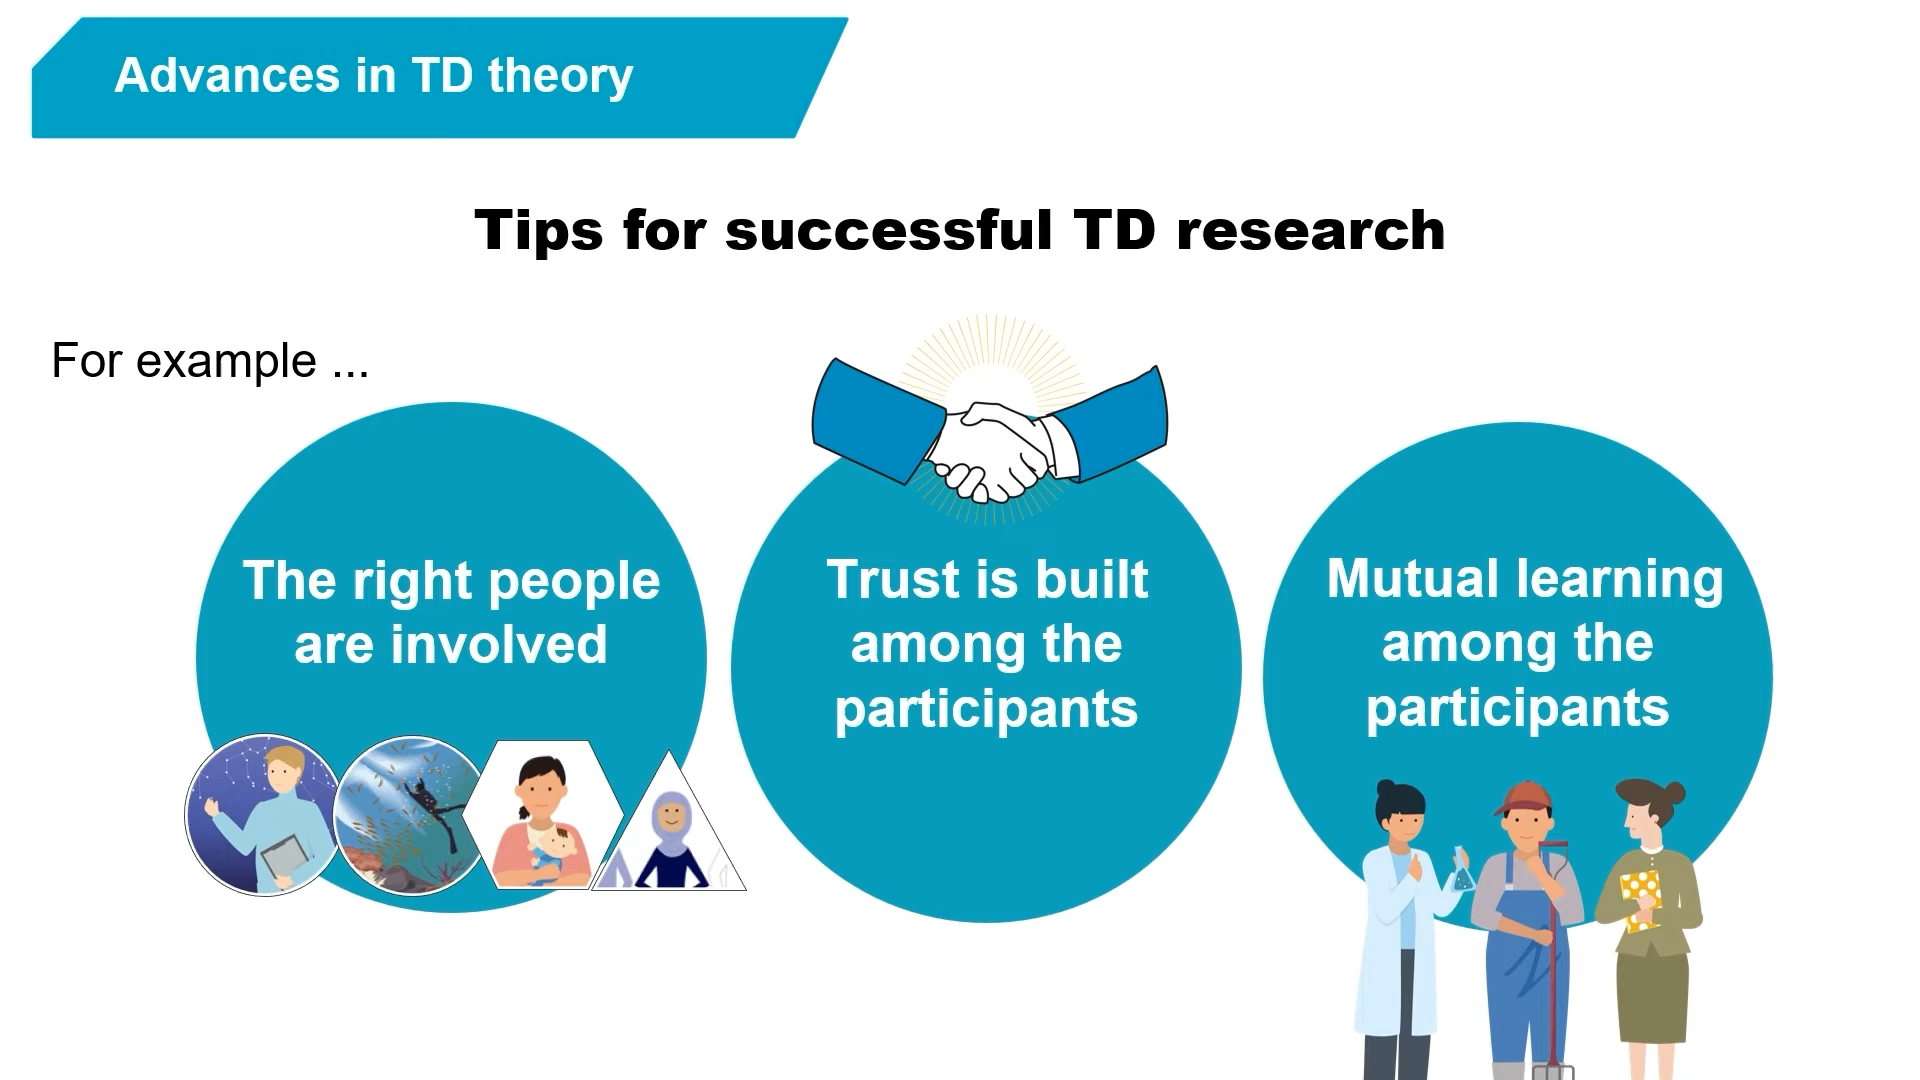 Advances in TD theory
Tips for successful TD research
For example ...
The right people
are involved
Trust is built
among the
participants
Mutual learning
among the
participants